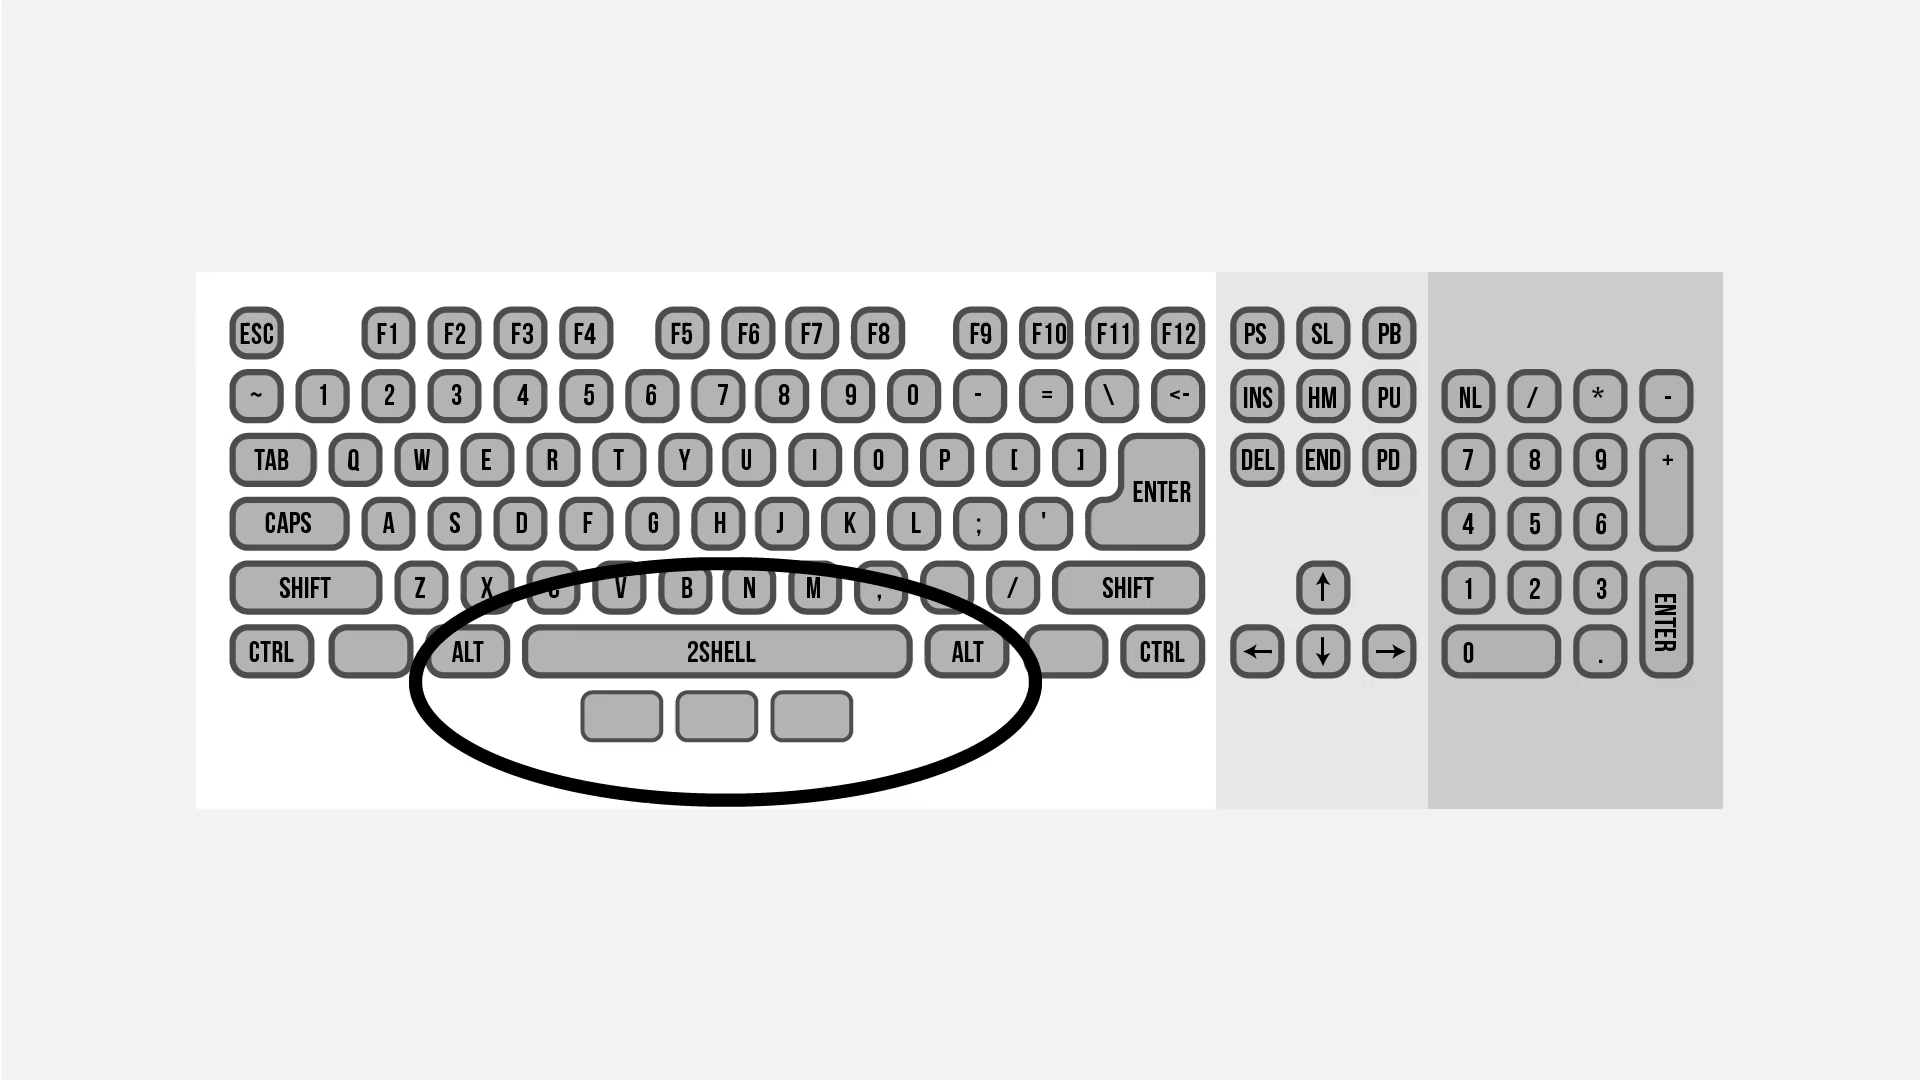 ESC F1 F2 F3 F4 F5 F6 F7 F8 F9 F10 F11 F12 PS SL PB
~ 1 2 3 4 5 6 7 8 9 0 - = \ <- INS HM PU NL / * -
TAB Q W E R T Y U I O P [ ] ENTER DEL END PD 7 8 9 +
CAPS A S D F G H J K L ; ' 4 5 6
SHIFT Z X C V B N M , / SHIFT ↑ 1 2 3 ENTER
CTRL ALT 2SHELL ALT CTRL ← ↓ → 0 .